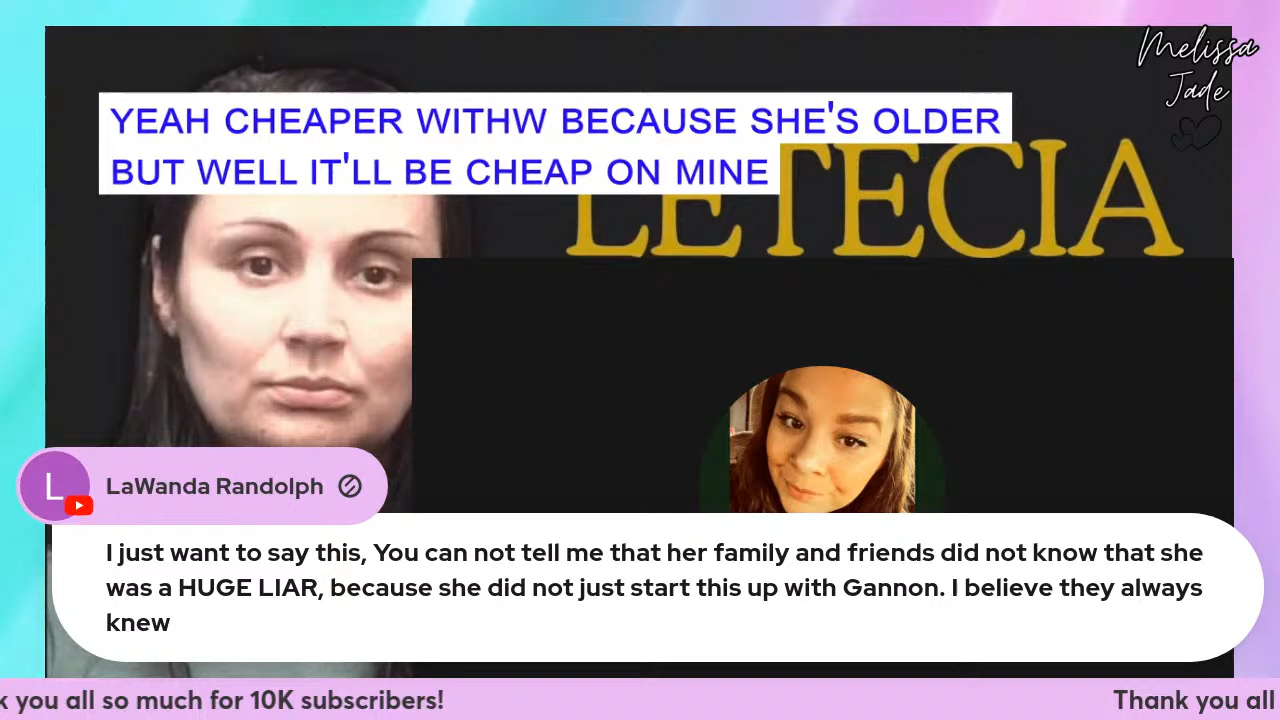 Melissa
Jade
YEAH CHEAPER WITHW BECAUSE SHE'S OLDER
BUT WELL IT'LL BE CHEAP ON MINE
LETECIA
L
LaWanda Randolph
I just want to say this, You can not tell me that her family and friends did not know that she
was a HUGE LIAR, because she did not just start this up with Gannon. I believe they always
knew
k you all so much for 10K subscribers!
Thank you all